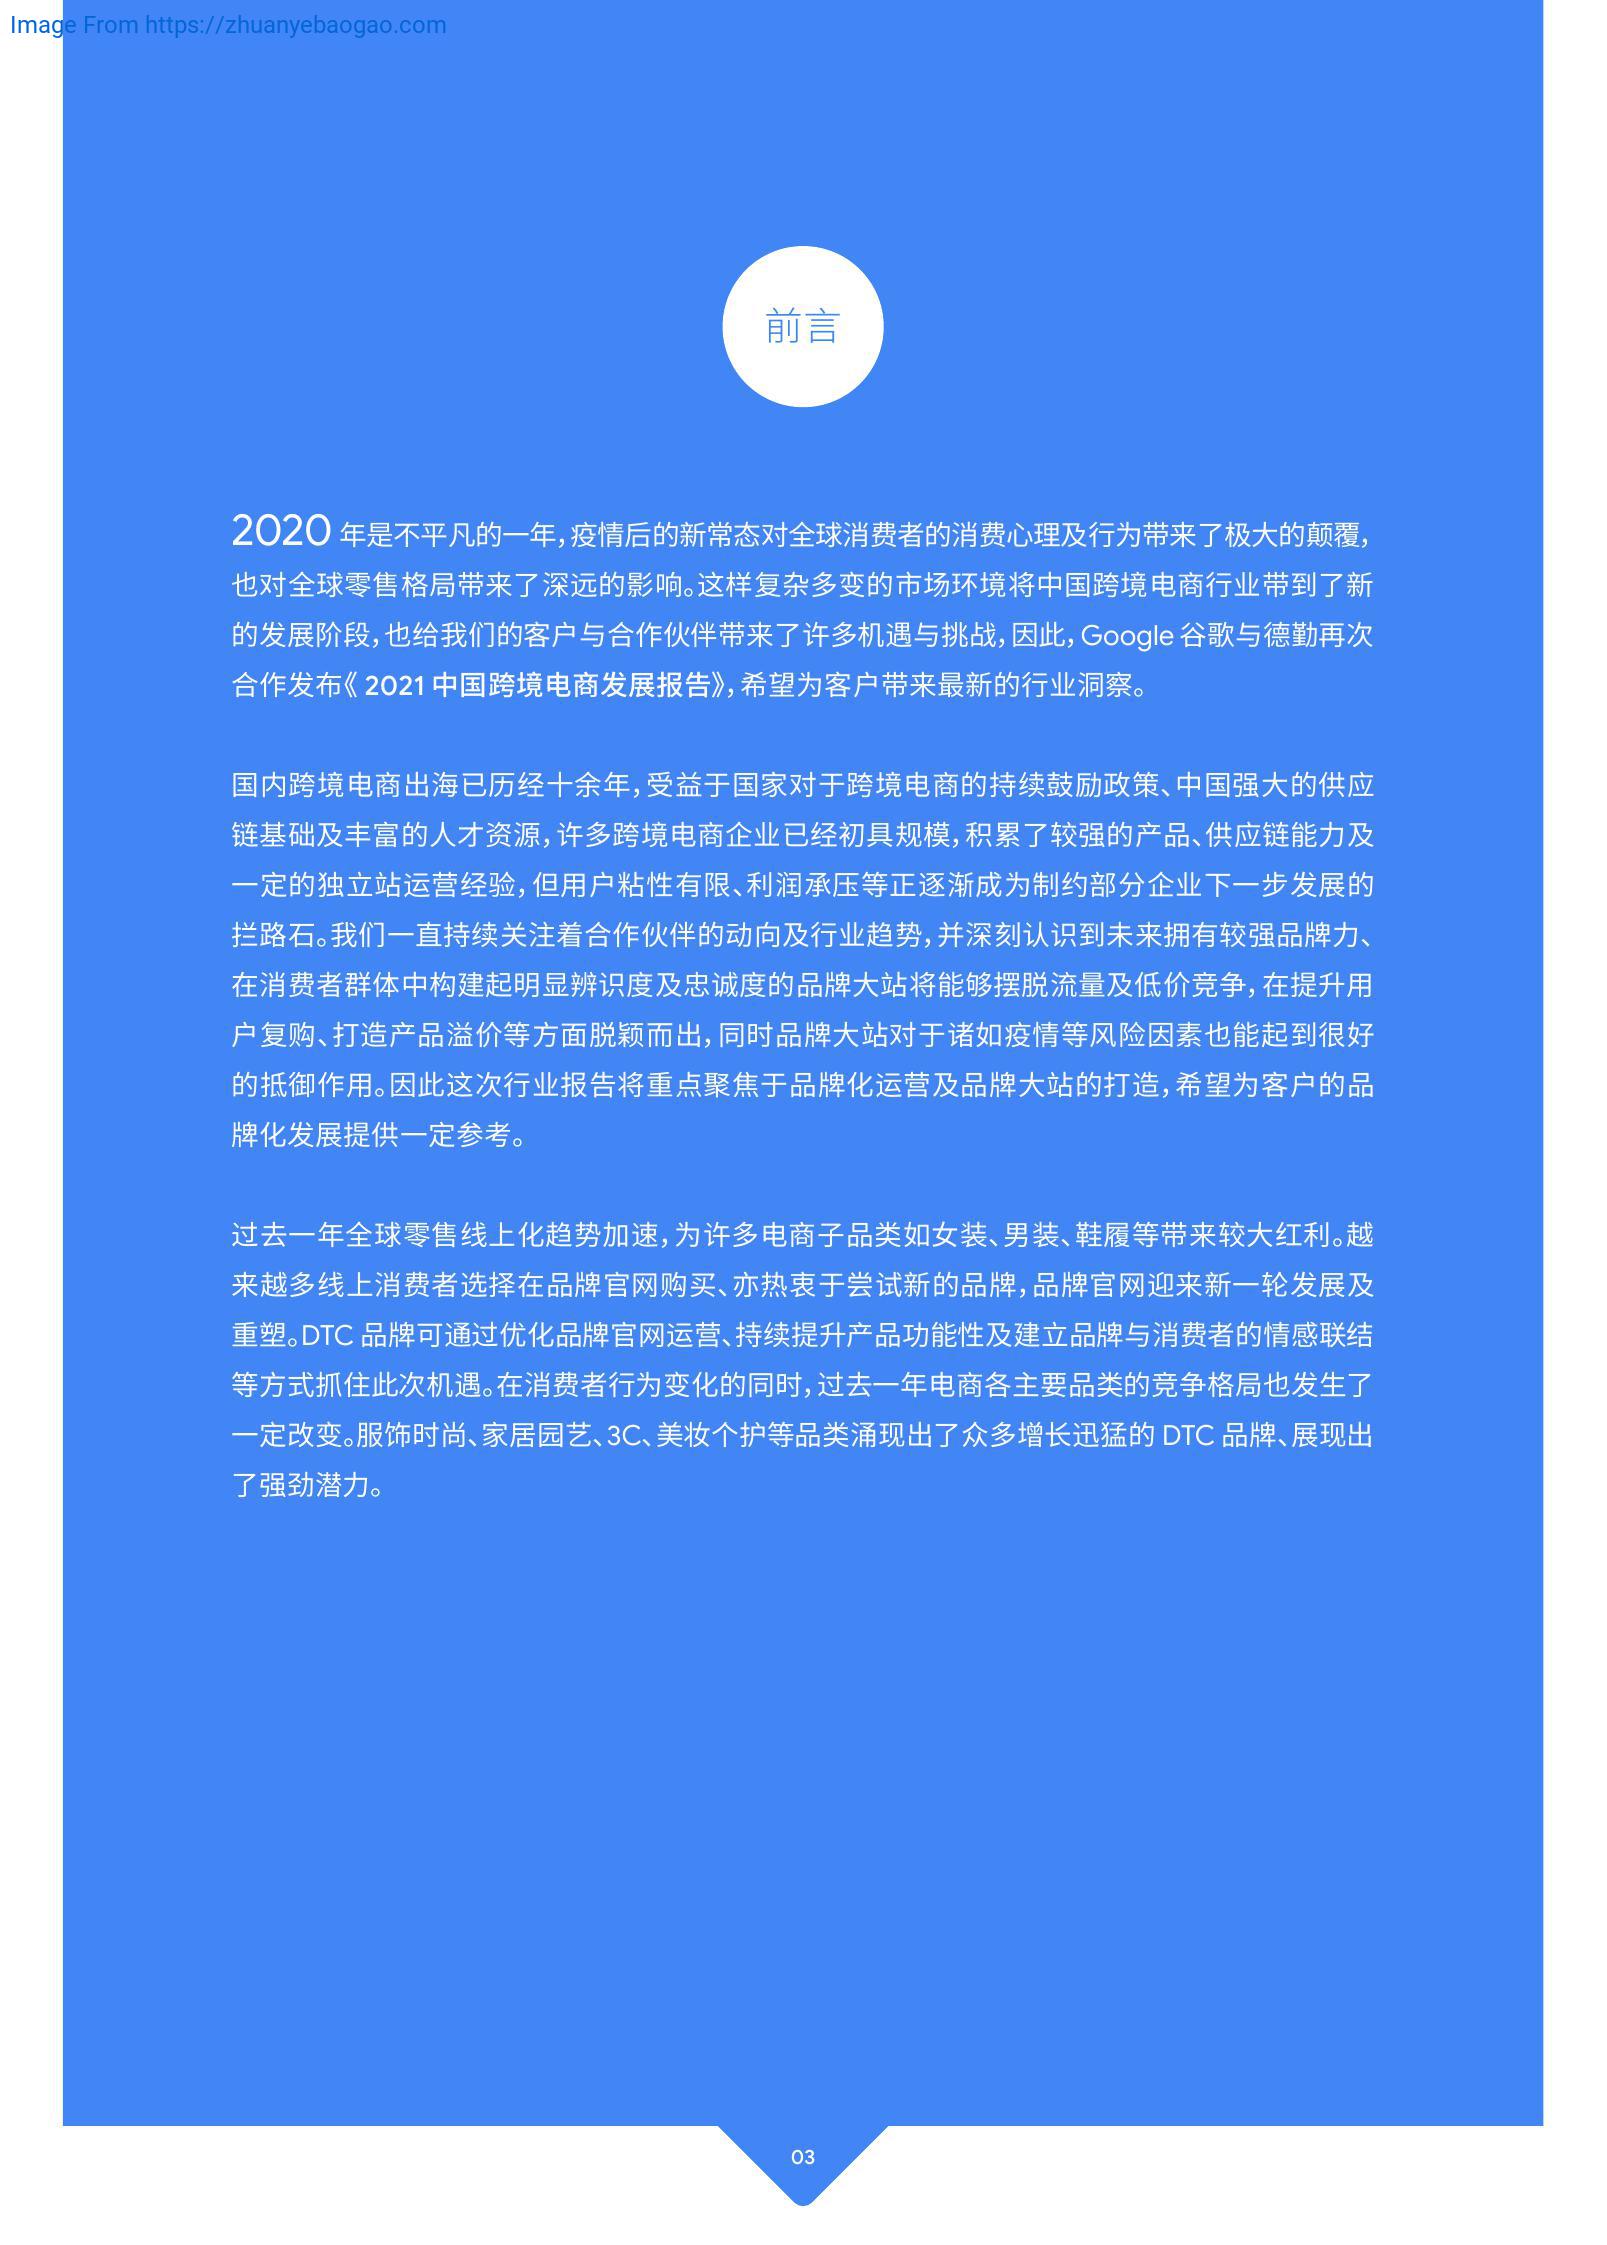 Image From https://zhuanyebaogao.com
前言
2020 年是不平凡的一年，疫情后的新常态对全球消费者的消费心理及行为带来了极大的颠覆，
也对全球零售格局带来了深远的影响。这样复杂多变的市场环境将中国跨境电商行业带到了新
的发展阶段，也给我们的客户与合作伙伴带来了许多机遇与挑战，因此，Google 谷歌与德勤再次
合作发布《 2021 中国跨境电商发展报告》，希望为客户带来最新的行业洞察。
国内跨境电商出海已历经十余年，受益于国家对于跨境电商的持续鼓励政策、中国强大的供应
链基础及丰富的人才资源，许多跨境电商企业已经初具规模，积累了较强的产品、供应链能力及
一定的独立站运营经验，但用户粘性有限、利润承压等正逐渐成为制约部分企业下一步发展的
拦路石。我们一直持续关注着合作伙伴的动向及行业趋势，并深刻认识到未来拥有较强品牌力、
在消费者群体中构建起明显辨识度及忠诚度的品牌大站将能够摆脱流量及低价竞争，在提升用
户复购、打造产品溢价等方面脱颖而出，同时品牌大站对于诸如疫情等风险因素也能起到很好
的抵御作用。因此这次行业报告将重点聚焦于品牌化运营及品牌大站的打造，希望为客户的品
牌化发展提供一定参考。
过去一年全球零售线上化趋势加速，为许多电商子品类如女装、男装、鞋履等带来较大红利。越
来越多线上消费者选择在品牌官网购买、亦热衷于尝试新的品牌，品牌官网迎来新一轮发展及
重塑。DTC 品牌可通过优化品牌官网运营、持续提升产品功能性及建立品牌与消费者的情感联结
等方式抓住此次机遇。在消费者行为变化的同时，过去一年电商各主要品类的竞争格局也发生了
一定改变。服饰时尚、家居园艺、3C、美妆个护等品类涌现出了众多增长迅猛的 DTC 品牌、展现出
了强劲潜力。
03